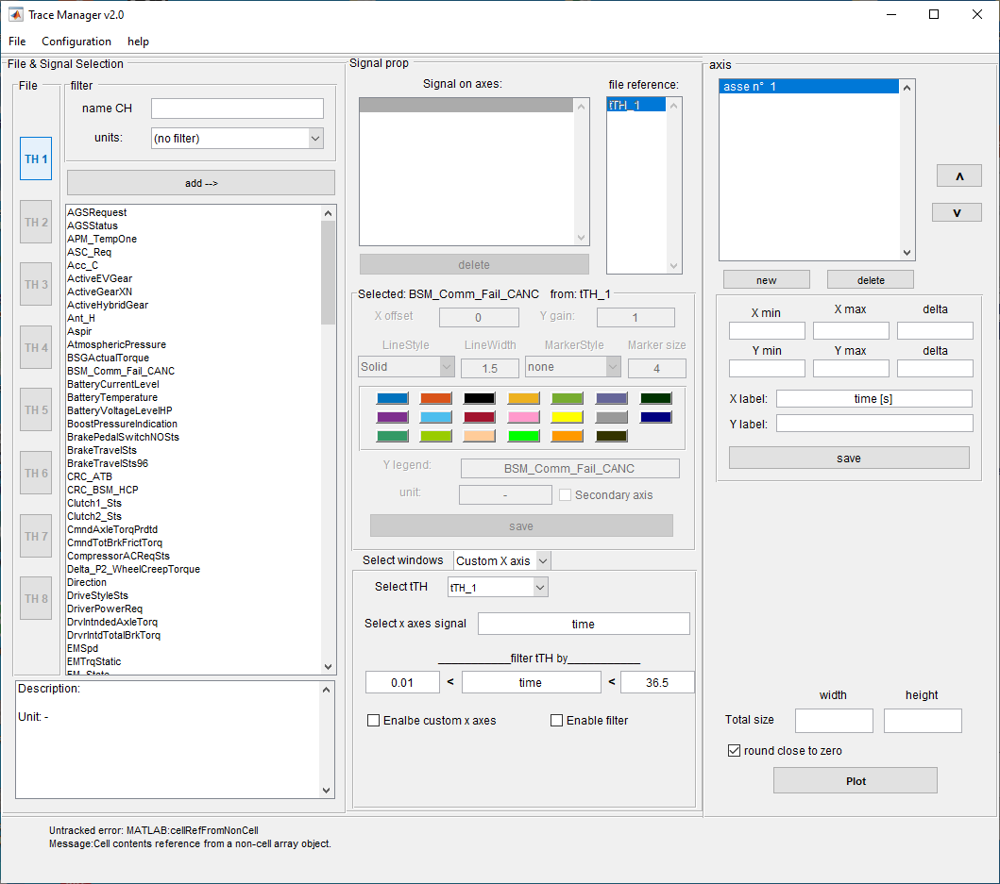 Trace Manager v2.0
File Configuration help
File & Signal Selection
File
TH 1
TH 2
TH 3
TH 4
TH 5
TH 6
TH 7
TH 8
filter
name CH
units: (no filter)
add -->
AGSRequest
AGSStatus
APM_TempOne
ASC_Req
Acc_C
ActiveEVGear
ActiveGearXN
ActiveHybridGear
Ant_H
Aspir
AtmosphericPressure
BSGActualTorque
BSM_Comm_Fail_CANC
BatteryCurrentLevel
BatteryTemperature
BatteryVoltageLevelHP
BoostPressureIndication
BrakePedalSwitchNOSts
BrakeTravelSts
BrakeTravelSts96
CRC_ATB
CRC_BSM_HCP
Clutch1_Sts
Clutch2_Sts
CmndAxleTorqPrdtd
CmndTotBrkFrictTorq
CompressorACReqSts
Delta_P2_WheelCreepTorque
Direction
DriveStyleSts
DriverPowerReq
DrvIntndedAxleTorq
DrvrIntdTotalBrkTorq
EMSpd
EMTrqStatic
EM_State
Description:
Unit: -
Signal prop
Signal on axes:
file reference:
tTH_1
delete
Selected: BSM_Comm_Fail_CANC from: tTH_1
X offset 0 Y gain: 1
LineStyle LineWidth MarkerStyle Marker size
Solid 1.5 none 4
Y legend: BSM_Comm_Fail_CANC
unit: - Secondary axis
save
Select windows Custom X axis
Select tTH tTH_1
Select x axes signal time
____________filter tTH by____________
0.01 < time < 36.5
Enalbe custom x axes Enable filter
axis
asse n° 1
ʌ
v
new delete
X min X max delta
Y min Y max delta
X label: time [s]
Y label:
save
width height
Total size
round close to zero
Plot
Untracked error: MATLAB:cellRefFromNonCell
Message:Cell contents reference from a non-cell array object.